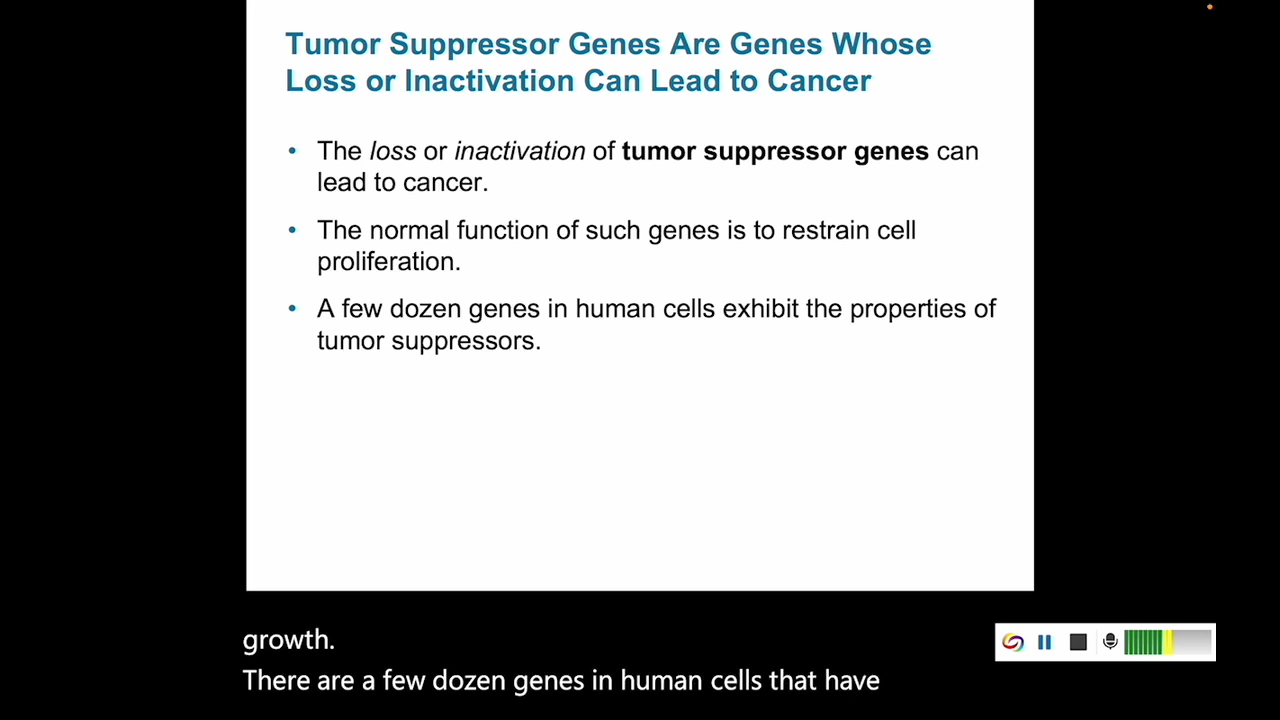 Tumor Suppressor Genes Are Genes Whose
Loss or Inactivation Can Lead to Cancer
• The loss or inactivation of tumor suppressor genes can
lead to cancer.
• The normal function of such genes is to restrain cell
proliferation.
• A few dozen genes in human cells exhibit the properties of
tumor suppressors.
growth.
There are a few dozen genes in human cells that have